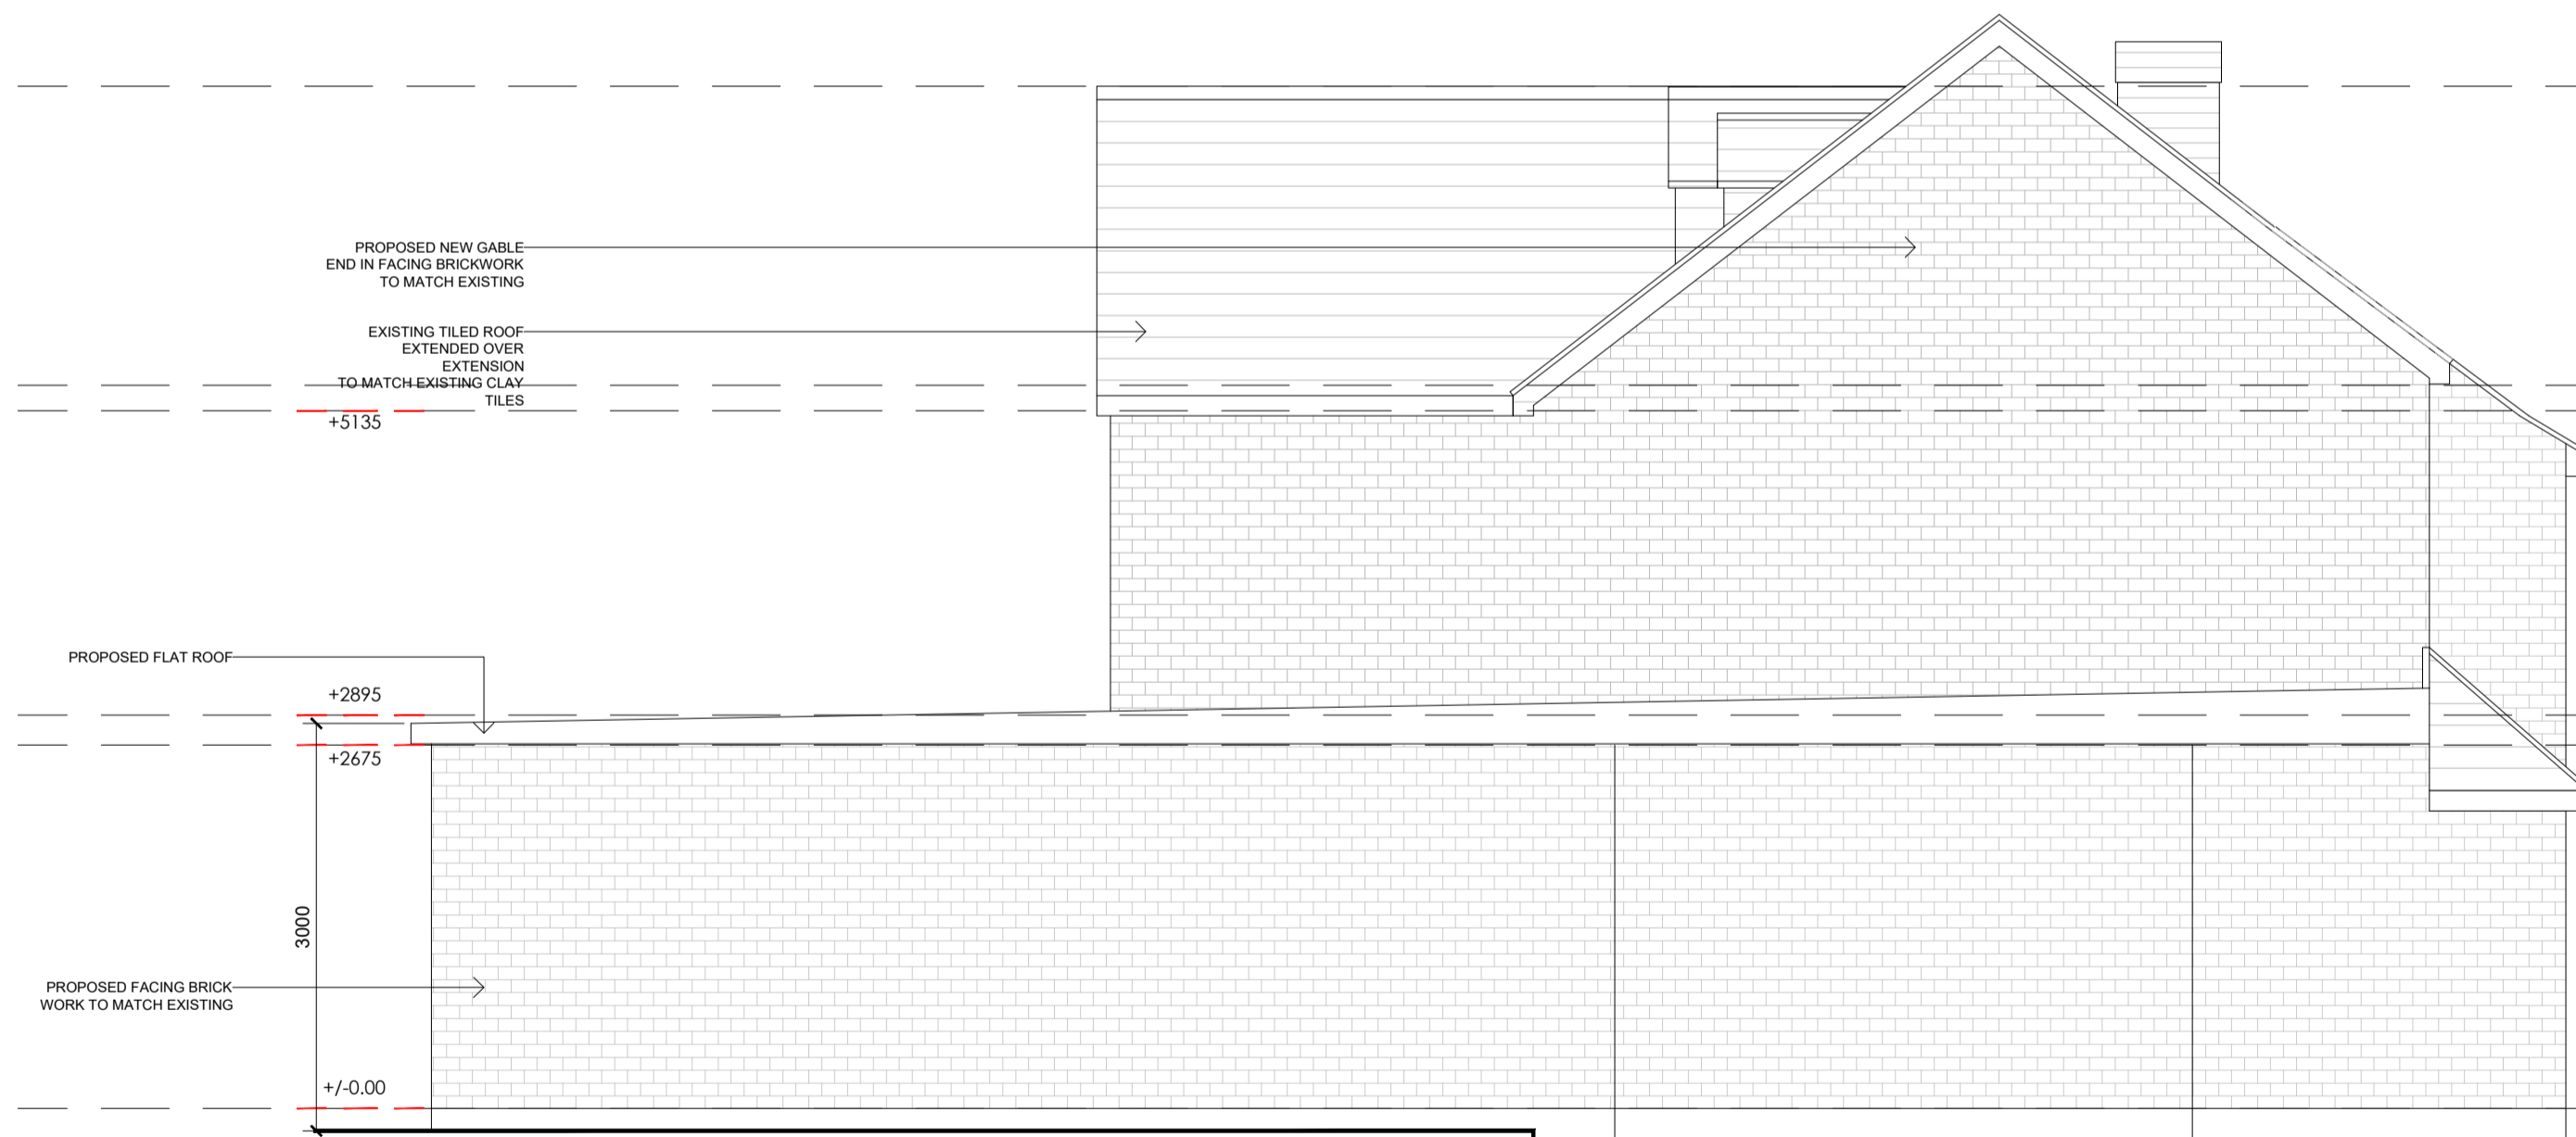 PROPOSED NEW GABLE
END IN FACING BRICKWORK
TO MATCH EXISTING
EXISTING TILED ROOF
EXTENDED OVER
EXTENSION
TO MATCH EXISTING CLAY
TILES
+5135
PROPOSED FLAT ROOF
+2895
+2675
3000
PROPOSED FACING BRICK
WORK TO MATCH EXISTING
+/-0.00